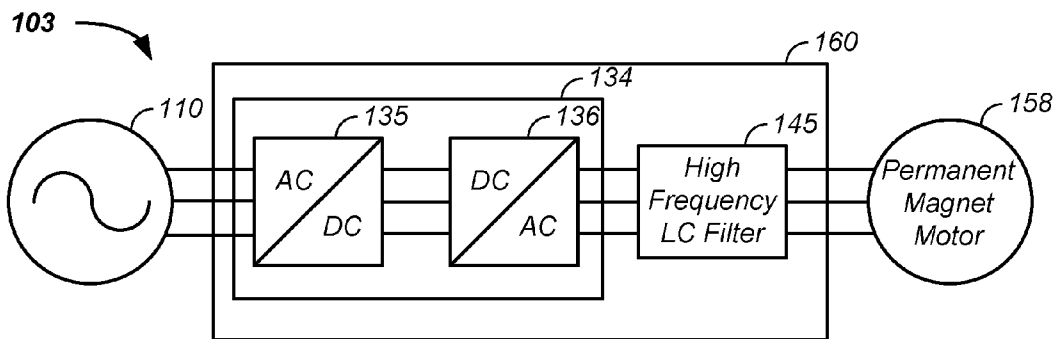 103
160
134
110
135
136
145
158
AC
DC
DC
AC
High
Frequency
LC Filter
Permanent
Magnet
Motor